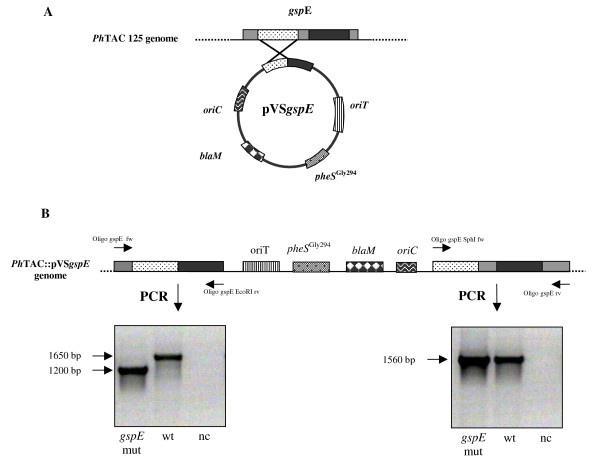 A
gspE
PhTAC 125 genome
oriC
pVSgspE
oriT
blaM
pheSGly294
B
Oligo gspE fw
oriT
pheSGly294
blaM
oriC
Oligo gspE SphI fw
PhTAC::pVSgspE
genome
PCR
Oligo gspE EcoRI rv
PCR
Oligo gspE rv
1650 bp
1200 bp
1560 bp
gspE
mut
wt
nc
gspE
mut
wt
nc